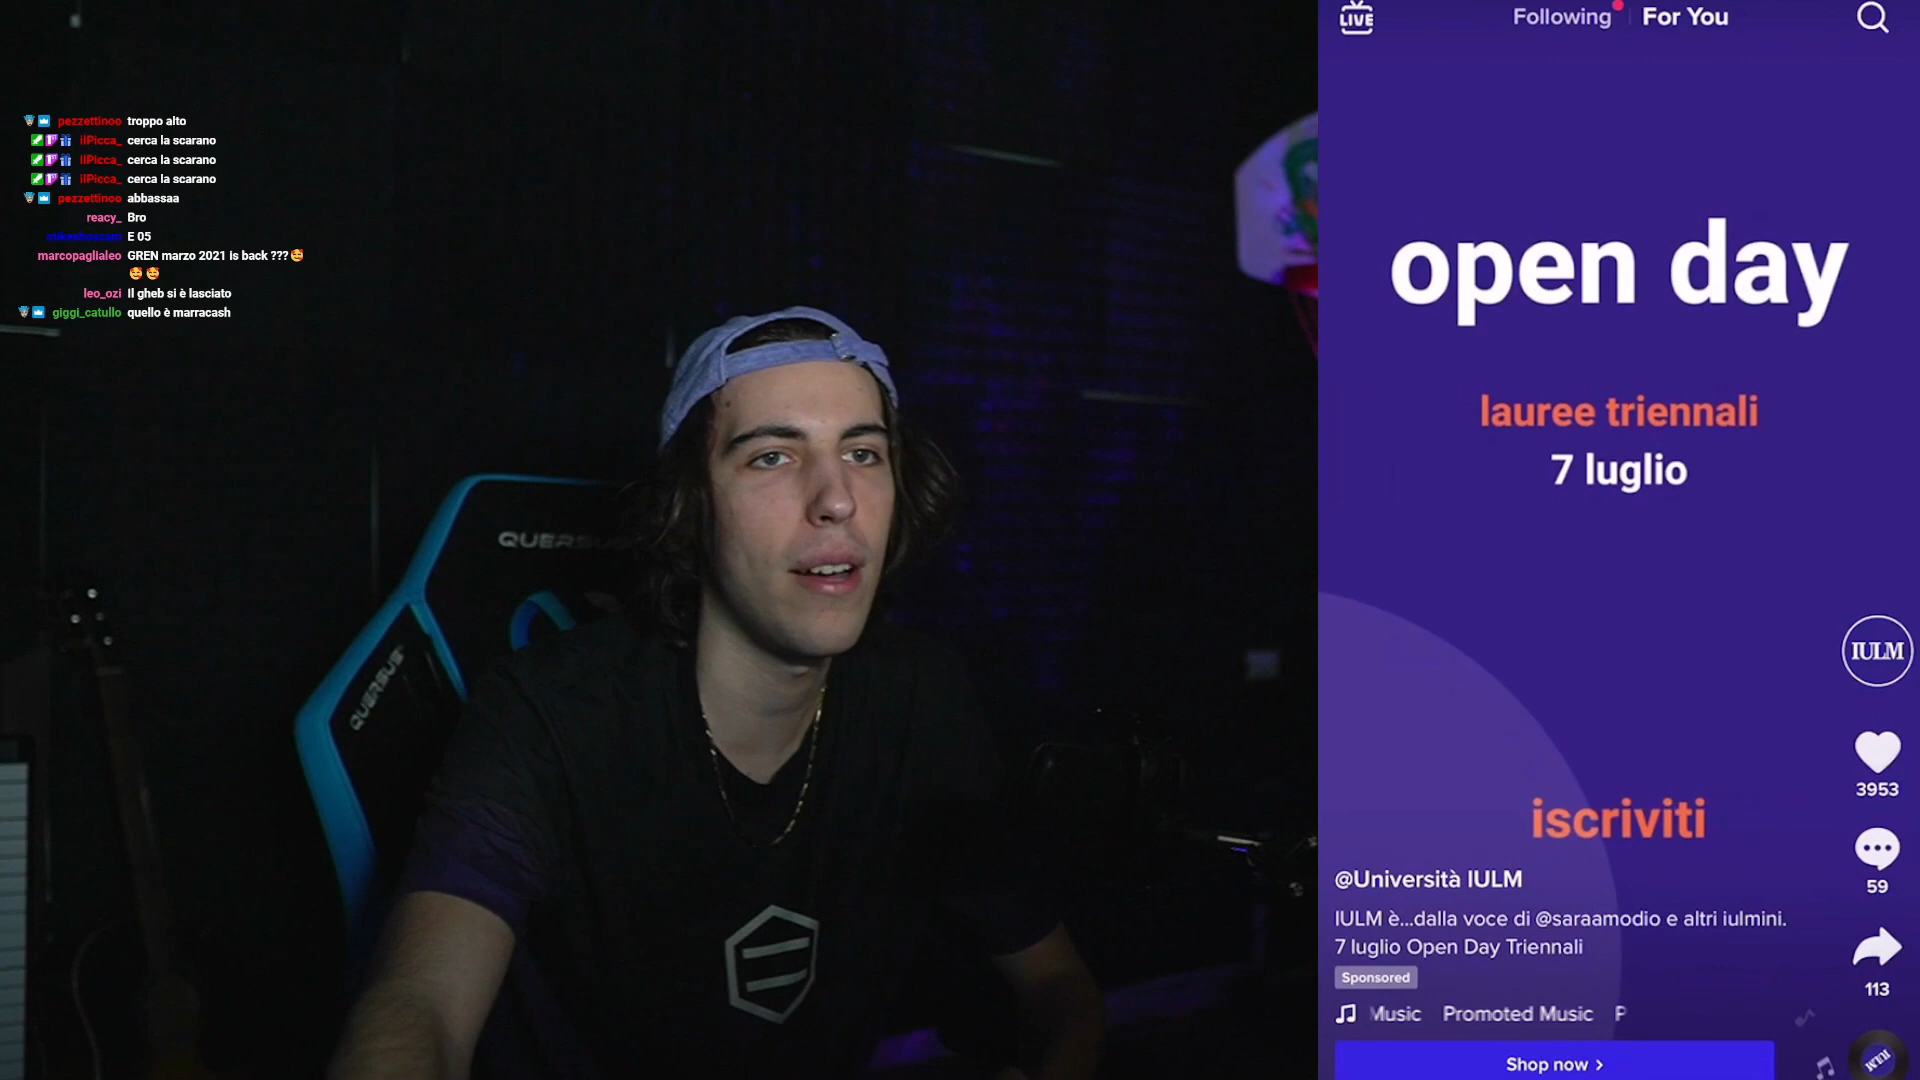 pezzettinoo troppo alto
ilPicca_ cerca la scarano
ilPicca_ cerca la scarano
ilPicca_ cerca la scarano
pezzettinoo abbassaa
reacy_ Bro
E 05
marcopaglialeo GREN marzo 2021 is back ???
leo_ozi Il gheb si è lasciato
giggi_catullo quello è marracash
QUERSUS
QUERSUS
LIVE
Following
For You
open day
lauree triennali
7 luglio
IULM
3953
iscriviti
59
@Università IULM
IULM è...dalla voce di @saraamodio e altri iulmini.
7 luglio Open Day Triennali
Sponsored
113
Music Promoted Music P
Shop now >
IULM